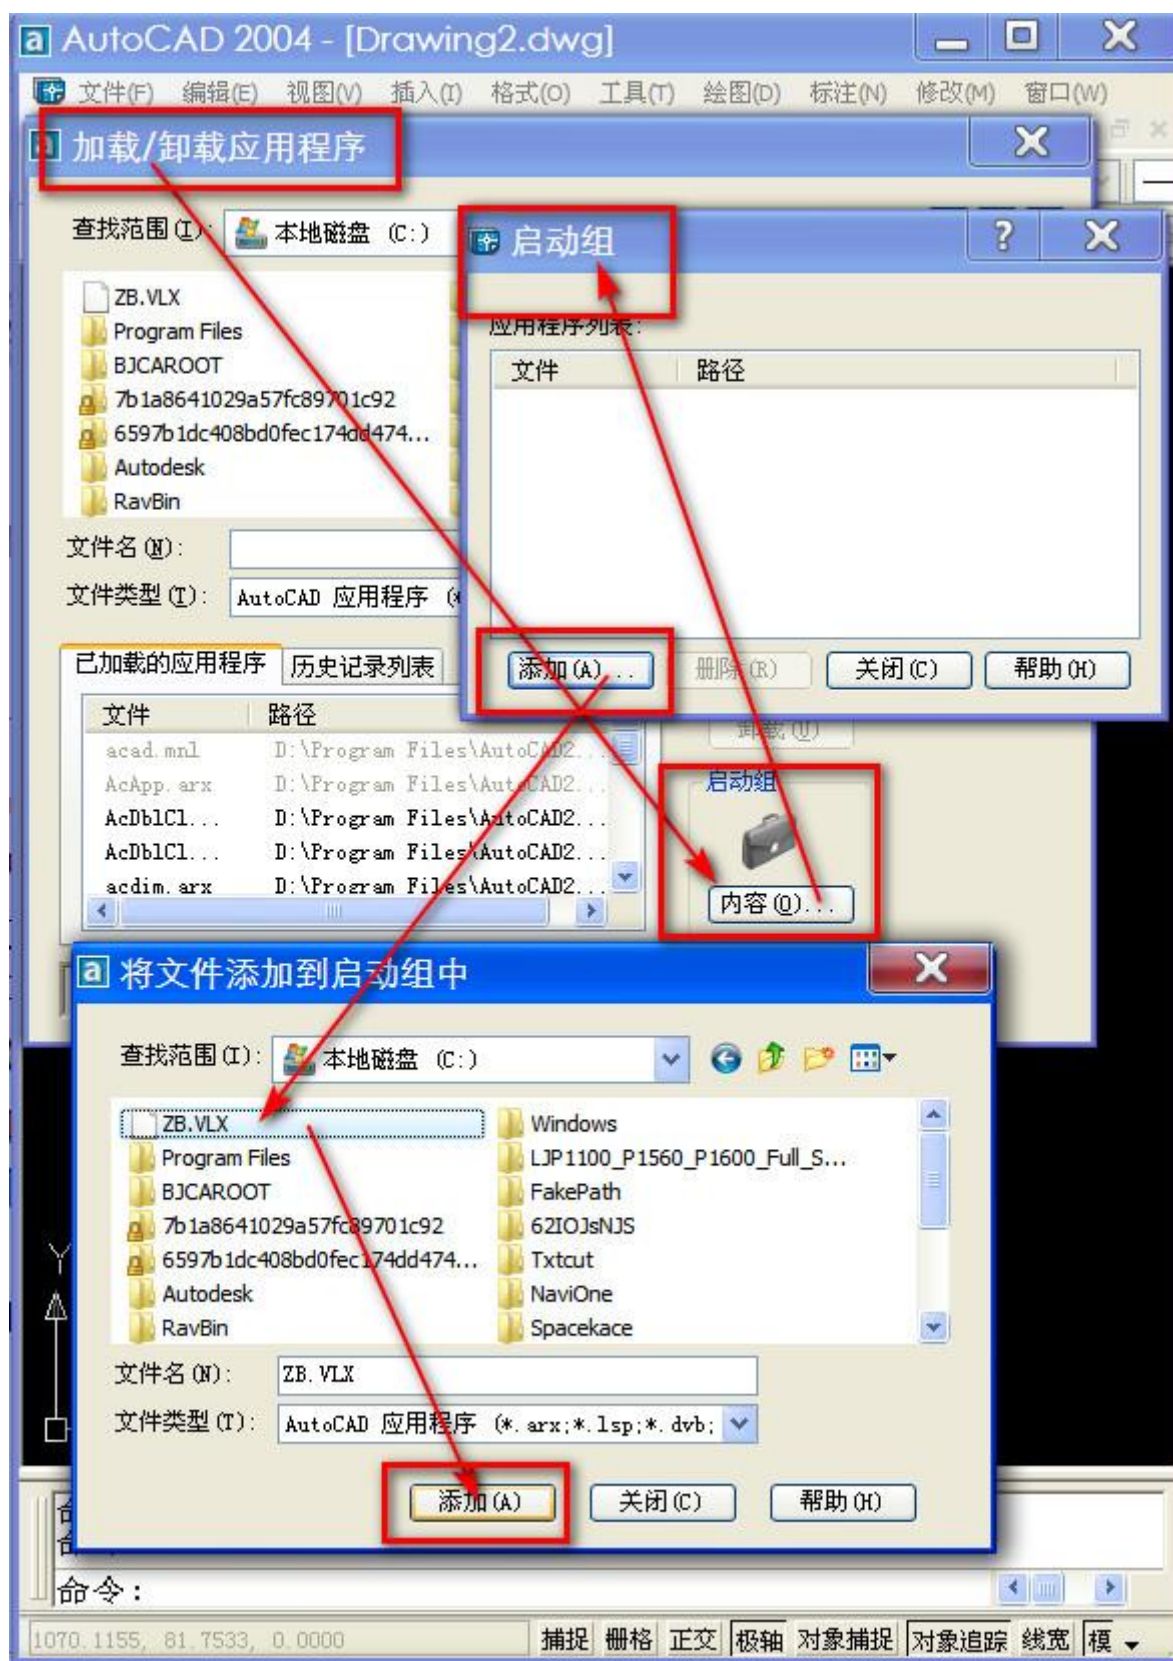 AutoCAD 2004 - [Drawing2.dwg]
文件(F) 编辑(E) 视图(V) 插入(I) 格式(O) 工具(T) 绘图(D) 标注(N) 修改(M) 窗口(W)
加载/卸载应用程序
查找范围(I): 本地磁盘 (C:)
启动组
ZB.VLX
Program Files
BJCAROOT
7b1a8641029a57fc89701c92
6597b1dc408bd0fec174dd474...
Autodesk
RavBin
应用程序列表:
文件 路径
文件名(N):
文件类型(T): AutoCAD 应用程序
添加(A)... 删除(R) 关闭(C) 帮助(H)
已加载的应用程序 历史记录列表
文件 路径
acad.mnl D:\Program Files\AutoCAD2...
AcApp.arx D:\Program Files\AutoCAD2...
AcDblCl... D:\Program Files\AutoCAD2...
AcDblCl... D:\Program Files\AutoCAD2...
acdim.arx D:\Program Files\AutoCAD2...
卸载(U)
启动组
内容(O)...
将文件添加到启动组中
查找范围(I): 本地磁盘 (C:)
ZB.VLX Windows
Program Files LJP1100_P1560_P1600_Full_S...
BJCAROOT FakePath
7b1a8641029a57fc89701c92 62IOJsNJS
6597b1dc408bd0fec174dd474... Txtcut
Autodesk NaviOne
RavBin Spacekace
文件名(N): ZB.VLX
文件类型(T): AutoCAD 应用程序 (*.arx;*.lsp;*.dvb;
添加(A) 关闭(C) 帮助(H)
命令:
1070.1155, 81.7533, 0.0000 捕捉 栅格 正交 极轴 对象捕捉 对象追踪 线宽 模